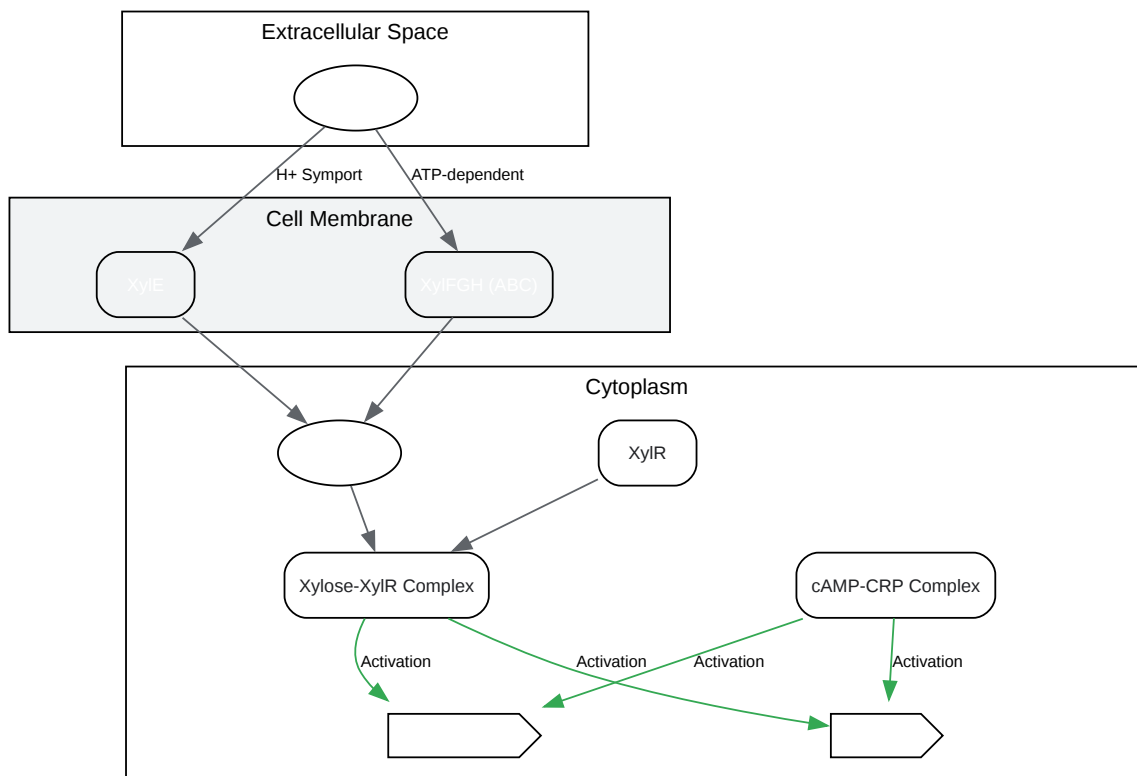 Extracellular Space
H+ Symport
ATP-dependent
Cell Membrane
XylE
XylFGH (ABC)
Cytoplasm
XylR
Xylose-XylR Complex
cAMP-CRP Complex
Activation
Activation
Activation
Activation